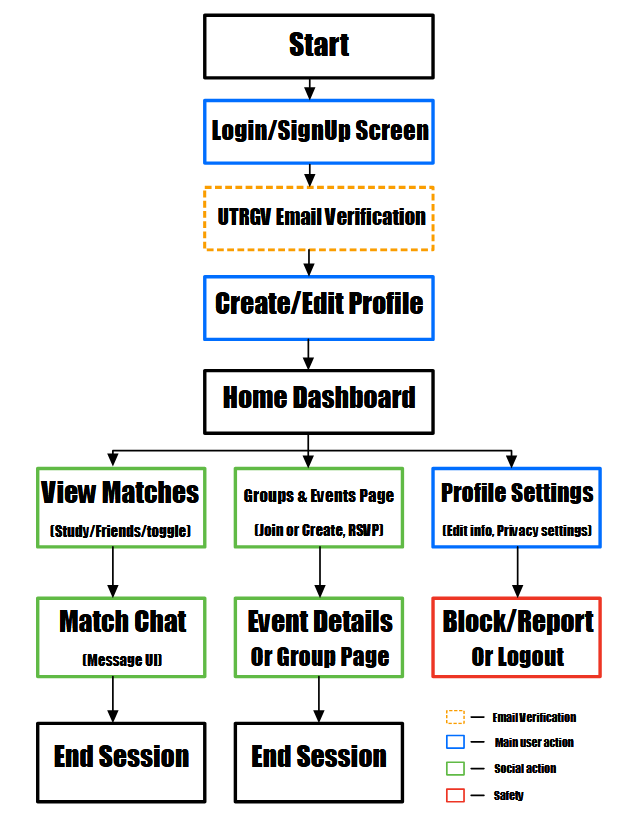 Start
Login/SignUp Screen
UTRGV Email Verification
Create/Edit Profile
Home Dashboard
View Matches
(Study/Friends/toggle)
Groups & Events Page
(Join or Create, RSVP)
Profile Settings
(Edit info, Privacy settings)
Match Chat
(Message UI)
Event Details
Or Group Page
Block/Report
Or Logout
End Session
End Session
Email Verification
Main user action
Social action
Safety